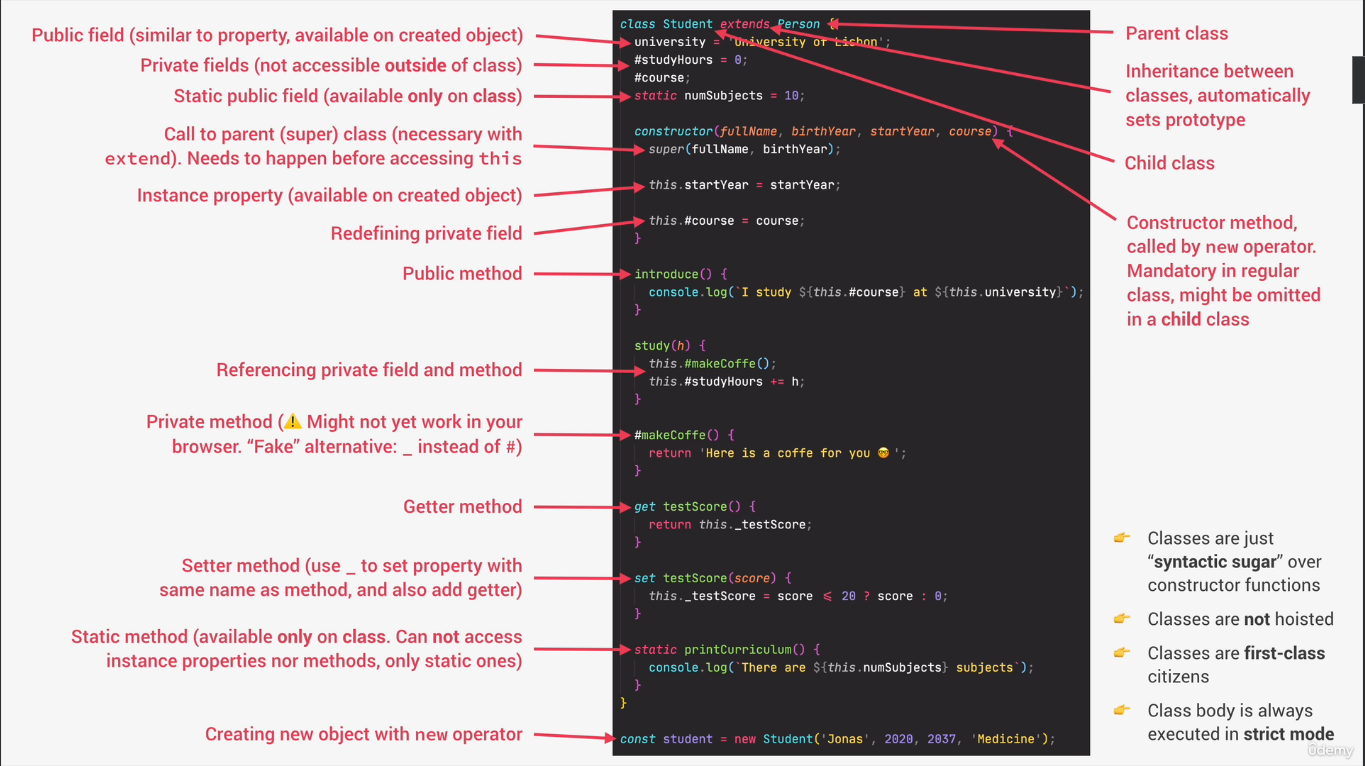 Public field (similar to property, available on created object)
Private fields (not accessible outside of class)
Static public field (available only on class)
Call to parent (super) class (necessary with
extend). Needs to happen before accessing this
Instance property (available on created object)
Redefining private field
Public method
Referencing private field and method
Private method (⚠️ Might not yet work in your
browser. “Fake” alternative: _ instead of #)
Getter method
Setter method (use _ to set property with
same name as method, and also add getter)
Static method (available only on class. Can not access
instance properties nor methods, only static ones)
Creating new object with new operator
class Student extends Person {
university = 'University of Lisbon';
#studyHours = 0;
#course;
static numSubjects = 10;
constructor(fullName, birthYear, startYear, course) {
super(fullName, birthYear);
this.startYear = startYear;
this.#course = course;
}
introduce() {
console.log(`I study ${this.#course} at ${this.university}`);
}
study(h) {
this.#makeCoffe();
this.#studyHours += h;
}
#makeCoffe() {
return 'Here is a coffe for you 🤓 ';
}
get testScore() {
return this._testScore;
}
set testScore(score) {
this._testScore = score ⩽ 20 ? score : 0;
}
static printCurriculum() {
console.log(`There are ${this.numSubjects} subjects`);
}
}
const student = new Student('Jonas', 2020, 2037, 'Medicine');
Parent class
Inheritance between
classes, automatically
sets prototype
Child class
Constructor method,
called by new operator.
Mandatory in regular
class, might be omitted
in a child class
👉 Classes are just
“syntactic sugar” over
constructor functions
👉 Classes are not hoisted
👉 Classes are first-class
citizens
👉 Class body is always
executed in strict mode
ûdemy